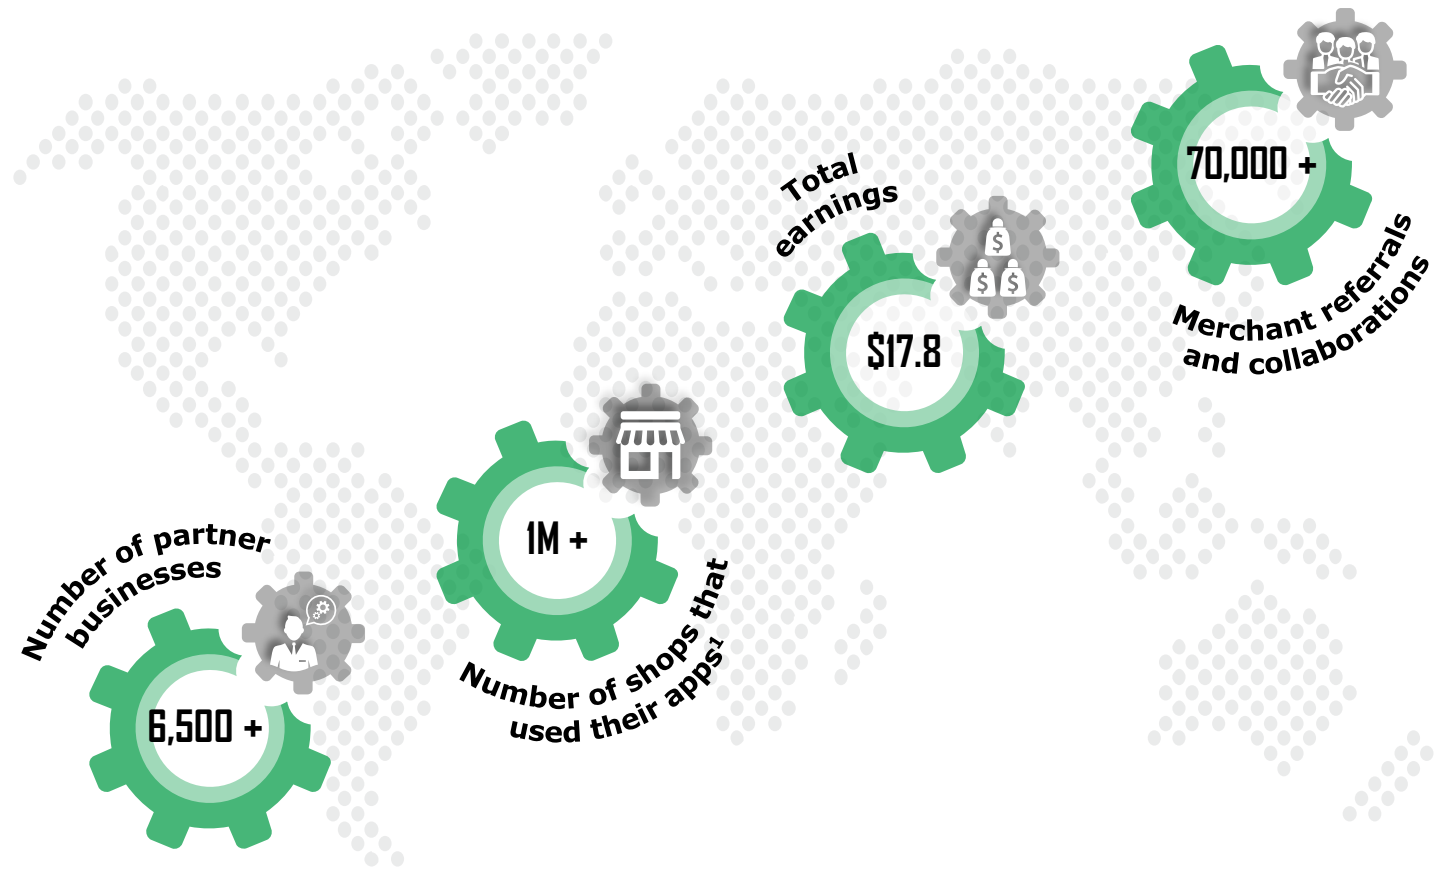 Number of partner
businesses
6,500 +
1M +
Number of shops that
used their apps¹
Total
earnings
$17.8
$
$
$
70,000 +
Merchant referrals
and collaborations